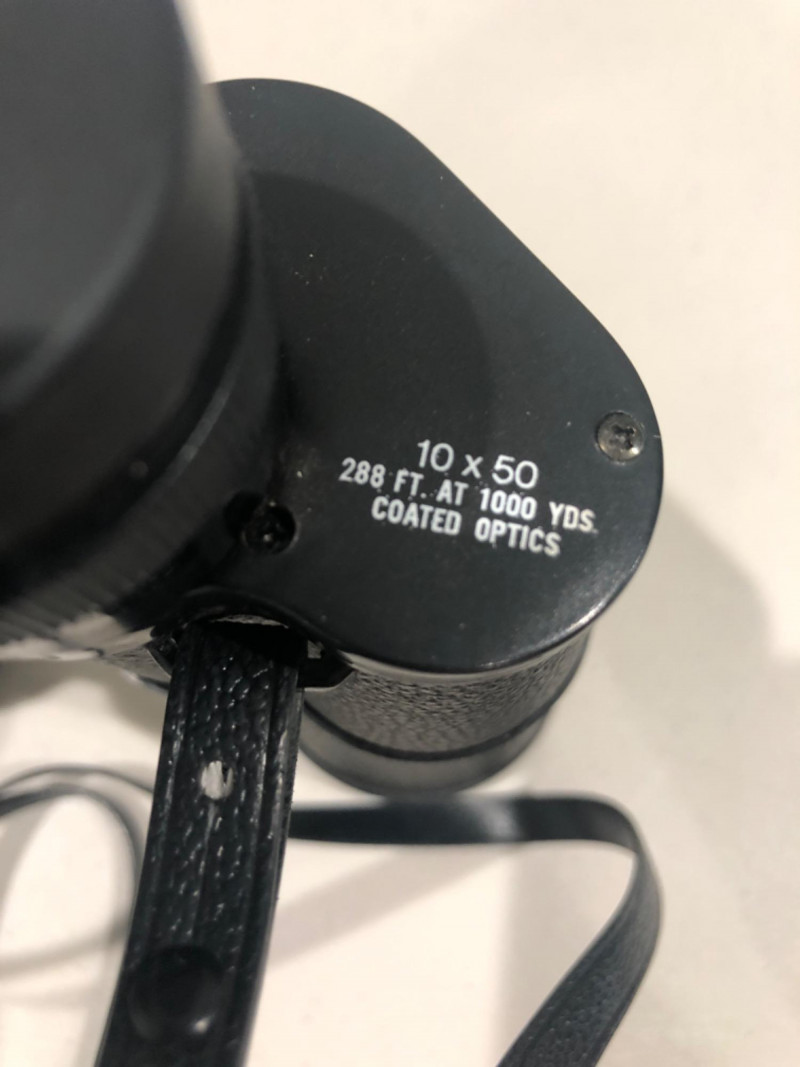 10 x 50
288 FT. AT 1000 YDS.
COATED OPTICS